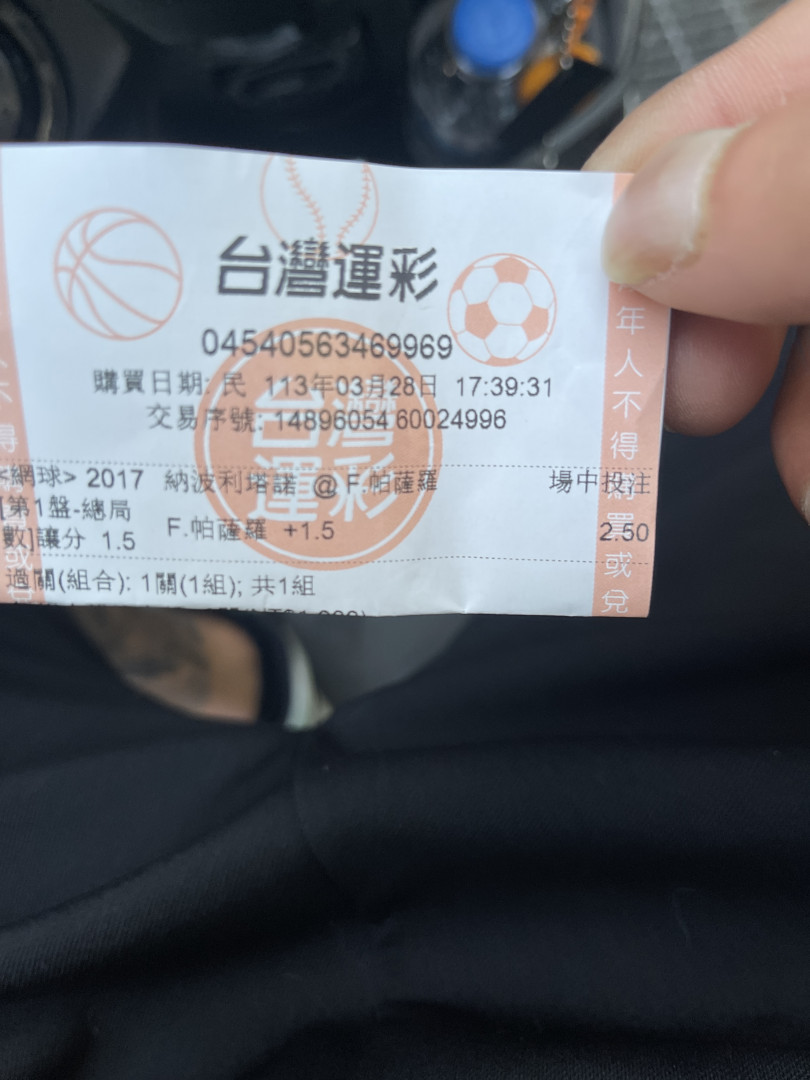 台灣運彩
04540563469969
購買日期: 民 113年03月28日 17:39:31
交易序號: 14896054 60024996
台灣
運彩
<網球> 2017 納波利塔諾 @ F.帕薩羅 場中投注
[第1盤-總局
數]讓分 1.5 F.帕薩羅 +1.5 2.50
過關(組合): 1關(1組); 共1組
年人不得購買或兌